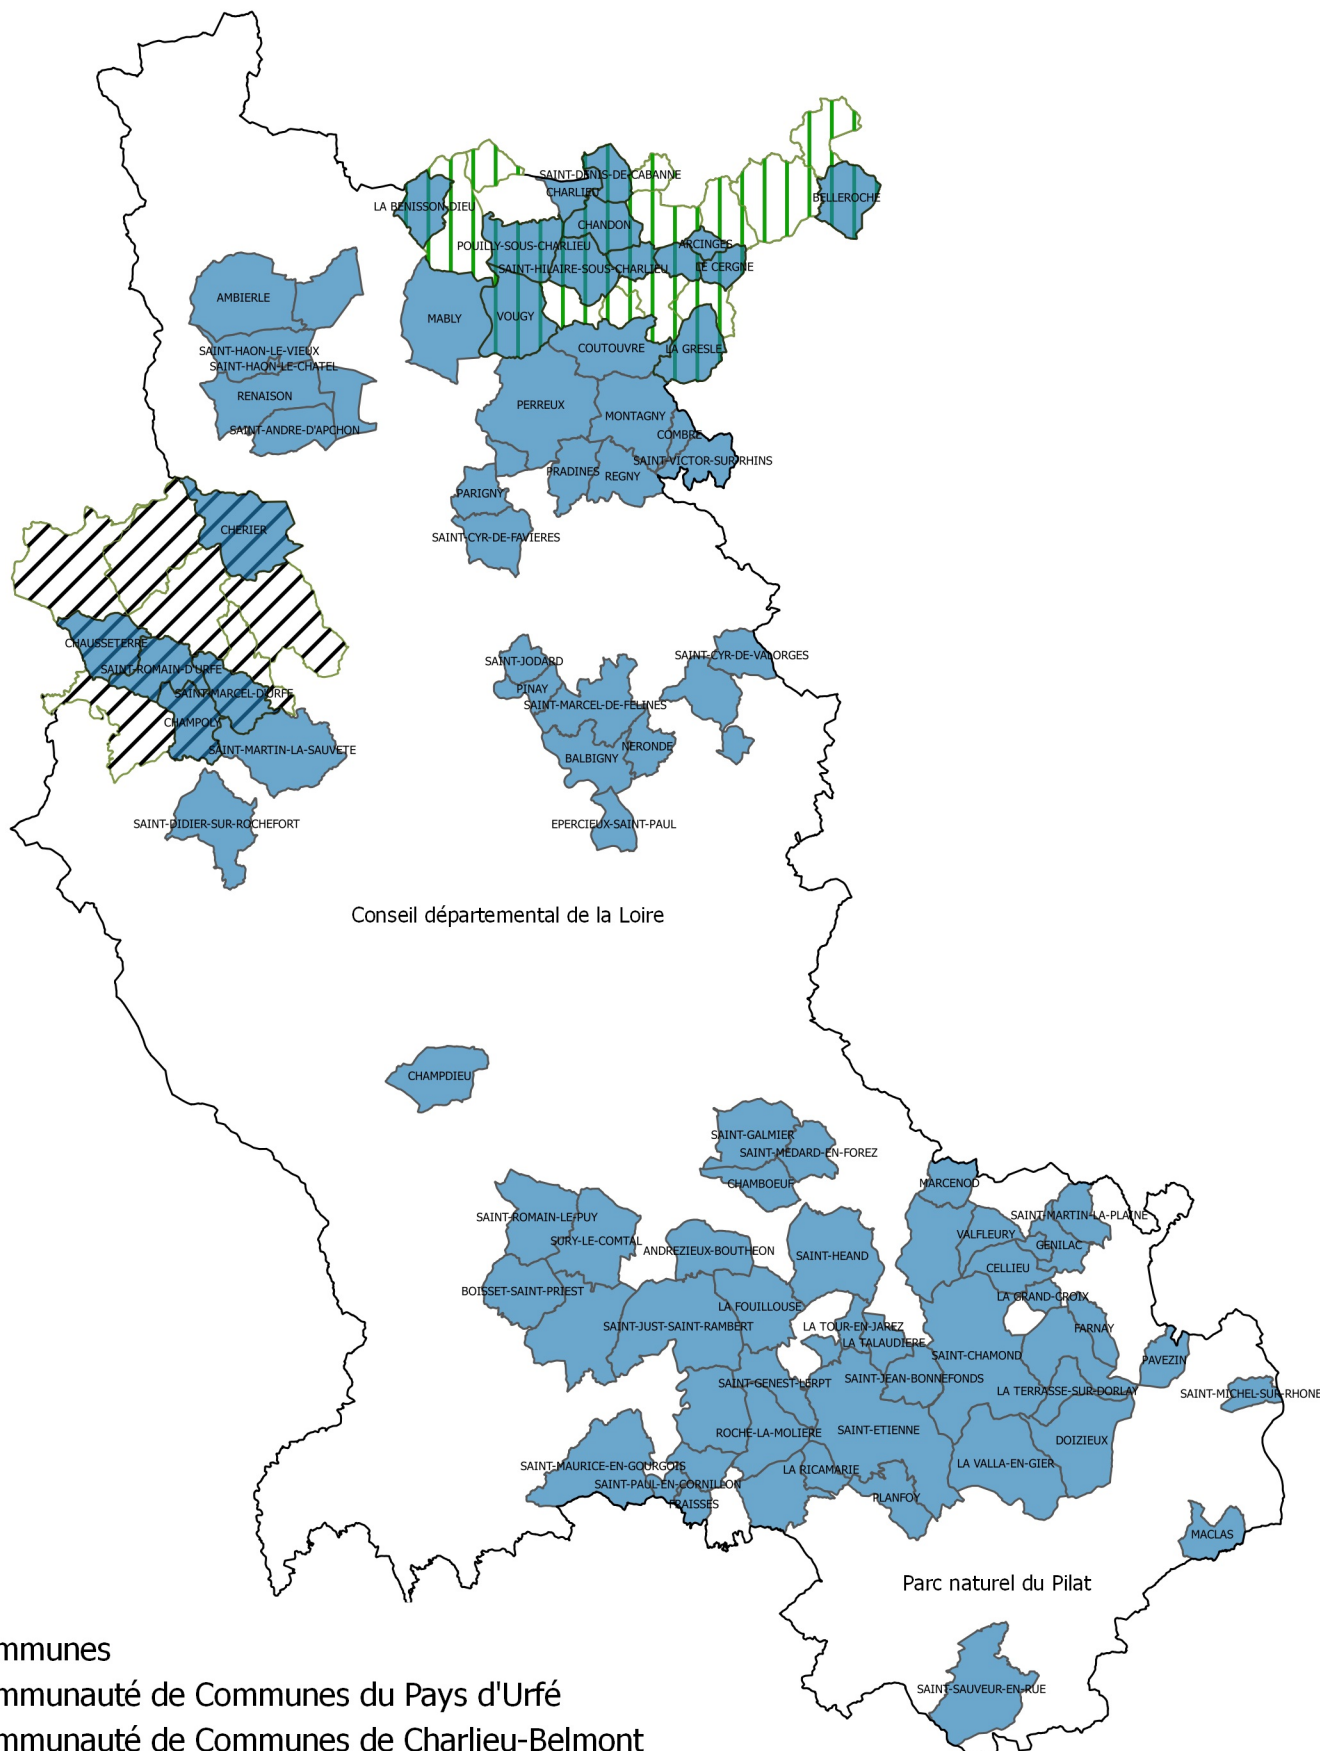 SAINT-DENIS-DE-CABANNE
CHARLIEU
BELLEROCHE
LA BENISSON-DIEU
CHANDON
POUILLY-SOUS-CHARLIEU
ARCINGES
SAINT-HILAIRE-SOUS-CHARLIEU
LE CERGNE
AMBIERLE
MABLY
VOUGY
SAINT-HAON-LE-VIEUX
COUTOUVRE
LA GRESLE
SAINT-HAON-LE-CHATEL
RENAISON
PERREUX
MONTAGNY
SAINT-ANDRE-D'APCHON
COMBRE
SAINT-VICTOR-SUR-RHINS
PRADINES
REGNY
PARIGNY
CHERIER
SAINT-CYR-DE-FAVIERES
CHAUSSETERRE
SAINT-CYR-DE-VALORGES
SAINT-JODARD
SAINT-ROMAIN-D'URFE
PINAY
SAINT-MARCEL-D'URFE
SAINT-MARCEL-DE-FELINES
CHAMPOLY
SAINT-MARTIN-LA-SAUVETE
NERONDE
BALBIGNY
SAINT-DIDIER-SUR-ROCHEFORT
EPERCIEUX-SAINT-PAUL
Conseil départemental de la Loire
CHAMPDIEU
SAINT-GALMIER
SAINT-MEDARD-EN-FOREZ
CHAMBOEUF
MARCENOD
SAINT-ROMAIN-LE-PUY
SAINT-MARTIN-LA-PLAINE
VALFLEURY
SURY-LE-COMTAL
GENILAC
ANDREZIEUX-BOUTHEON
SAINT-HEAND
CELLIEU
BOISSET-SAINT-PRIEST
LA GRAND-CROIX
LA FOUILLOUSE
SAINT-JUST-SAINT-RAMBERT
LA TOUR-EN-JAREZ
FARNAY
LA TALAUDIERE
SAINT-CHAMOND
PAVEZIN
SAINT-GENEST-LERPT
SAINT-JEAN-BONNEFONDS
LA TERRASSE-SUR-DORLAY
SAINT-MICHEL-SUR-RHONE
ROCHE-LA-MOLIERE
SAINT-ETIENNE
DOIZIEUX
SAINT-MAURICE-EN-GOURGOIS
LA RICAMARIE
LA VALLA-EN-GIER
SAINT-PAUL-EN-CORNILLON
FRAISSES
PLANFOY
MACLAS
Parc naturel du Pilat
SAINT-SAUVEUR-EN-RUE
mmunes
mmunauté de Communes du Pays d'Urfé
mmunauté de Communes de Charlieu-Belmont